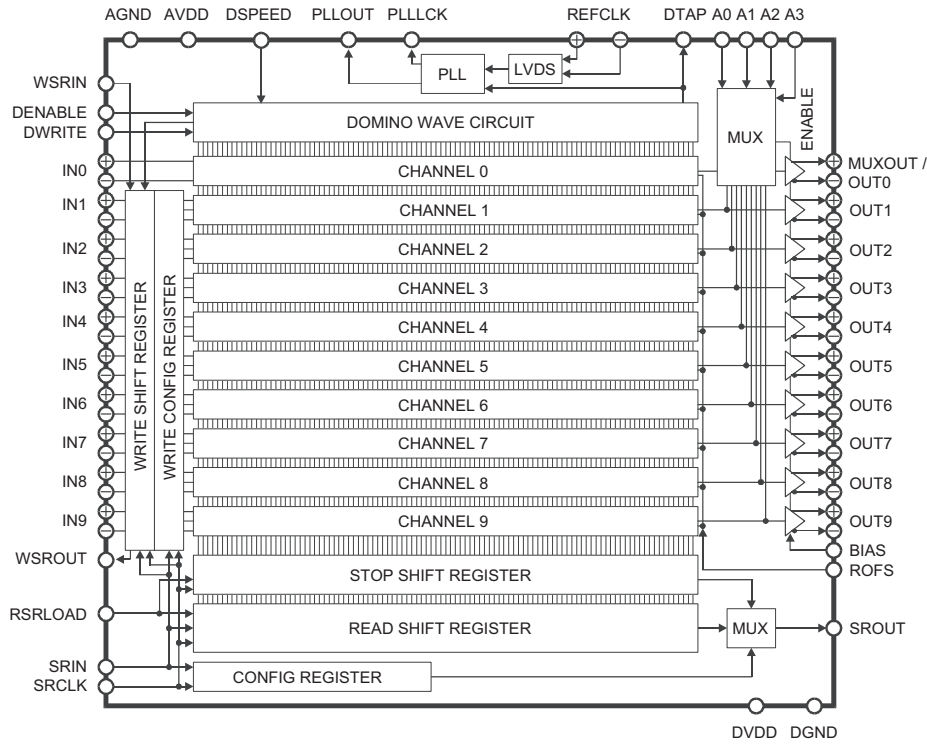 AGND AVDD DSPEED PLLOUT PLLLCK REFCLK DTAP A0 A1 A2 A3
WSRIN
PLL
LVDS
DENABLE
DWRITE
DOMINO WAVE CIRCUIT
MUX
ENABLE
IN0
CHANNEL 0
MUXOUT /
OUT0
IN1
CHANNEL 1
OUT1
IN2
CHANNEL 2
OUT2
IN3
CHANNEL 3
OUT3
IN4
CHANNEL 4
OUT4
IN5
CHANNEL 5
OUT5
IN6
CHANNEL 6
OUT6
IN7
CHANNEL 7
OUT7
IN8
CHANNEL 8
OUT8
IN9
CHANNEL 9
OUT9
WRITE SHIFT REGISTER
WRITE CONFIG REGISTER
WSROUT
BIAS
ROFS
STOP SHIFT REGISTER
RSRLOAD
READ SHIFT REGISTER
MUX
SROUT
SRIN
SRCLK
CONFIG REGISTER
DVDD DGND